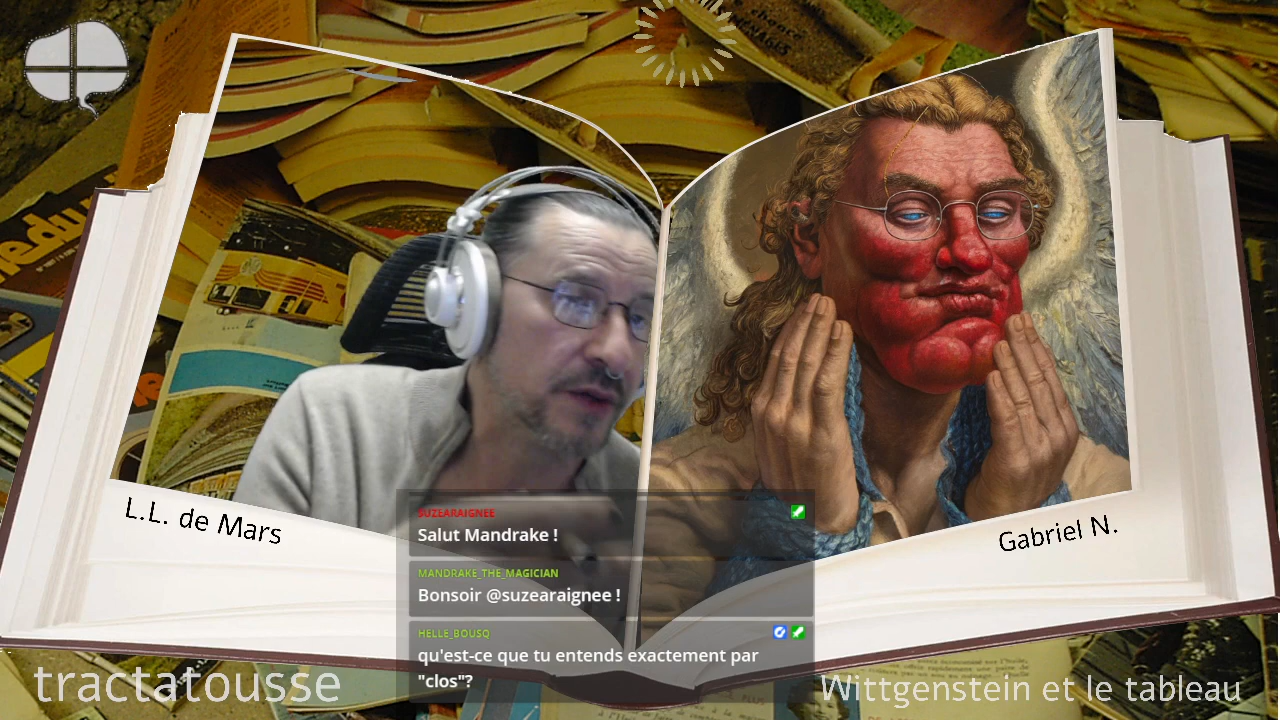 L.L. de Mars
Gabriel N.
SUZEARAIGNEE
Salut Mandrake !
MANDRAKE_THE_MAGICIAN
Bonsoir @suzearaignee !
HELLE_BOUSQ
qu'est-ce que tu entends exactement par
"clos"?
tractatousse
Wittgenstein et le tableau